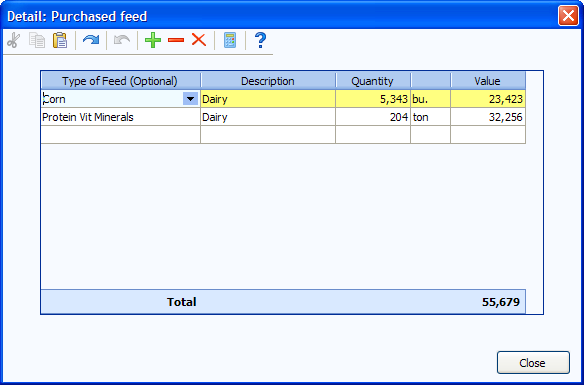 Detail: Purchased feed
?
Type of Feed (Optional) Description Quantity Value
Corn Dairy 5,343 bu. 23,423
Protein Vit Minerals Dairy 204 ton 32,256
Total 55,679
Close